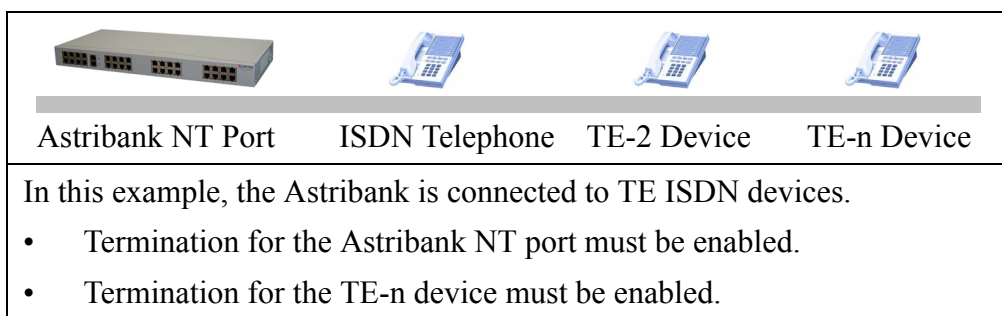 Astribank NT Port ISDN Telephone TE-2 Device TE-n Device
In this example, the Astribank is connected to TE ISDN devices.
• Termination for the Astribank NT port must be enabled.
• Termination for the TE-n device must be enabled.